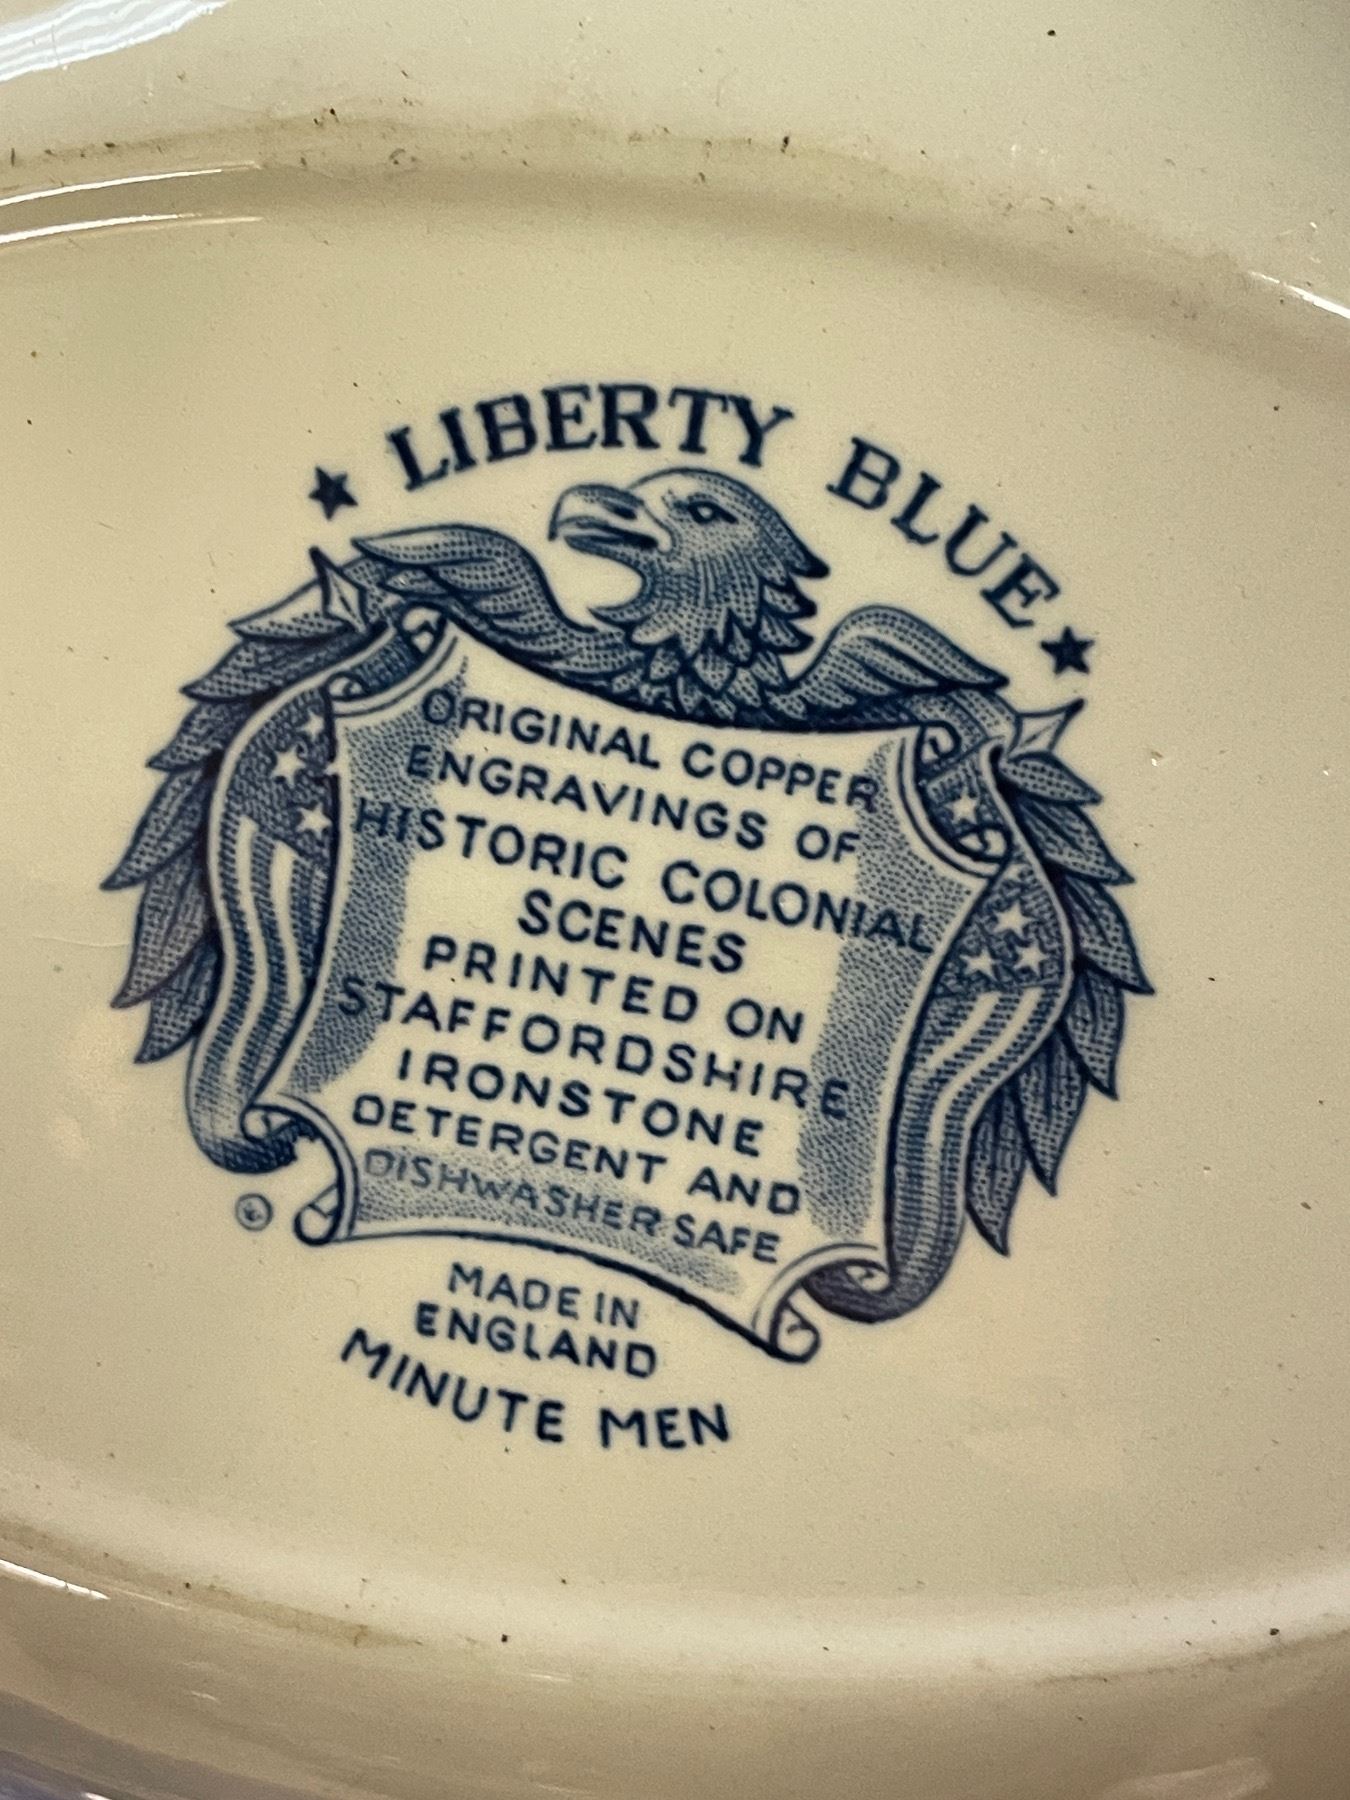 LIBERTY BLUE
ORIGINAL COPPER
ENGRAVINGS OF
HISTORIC COLONIAL
SCENES
PRINTED ON
STAFFORDSHIRE
IRONSTONE
DETERGENT AND
DISHWASHER SAFE
MADE IN
ENGLAND
MINUTE MEN